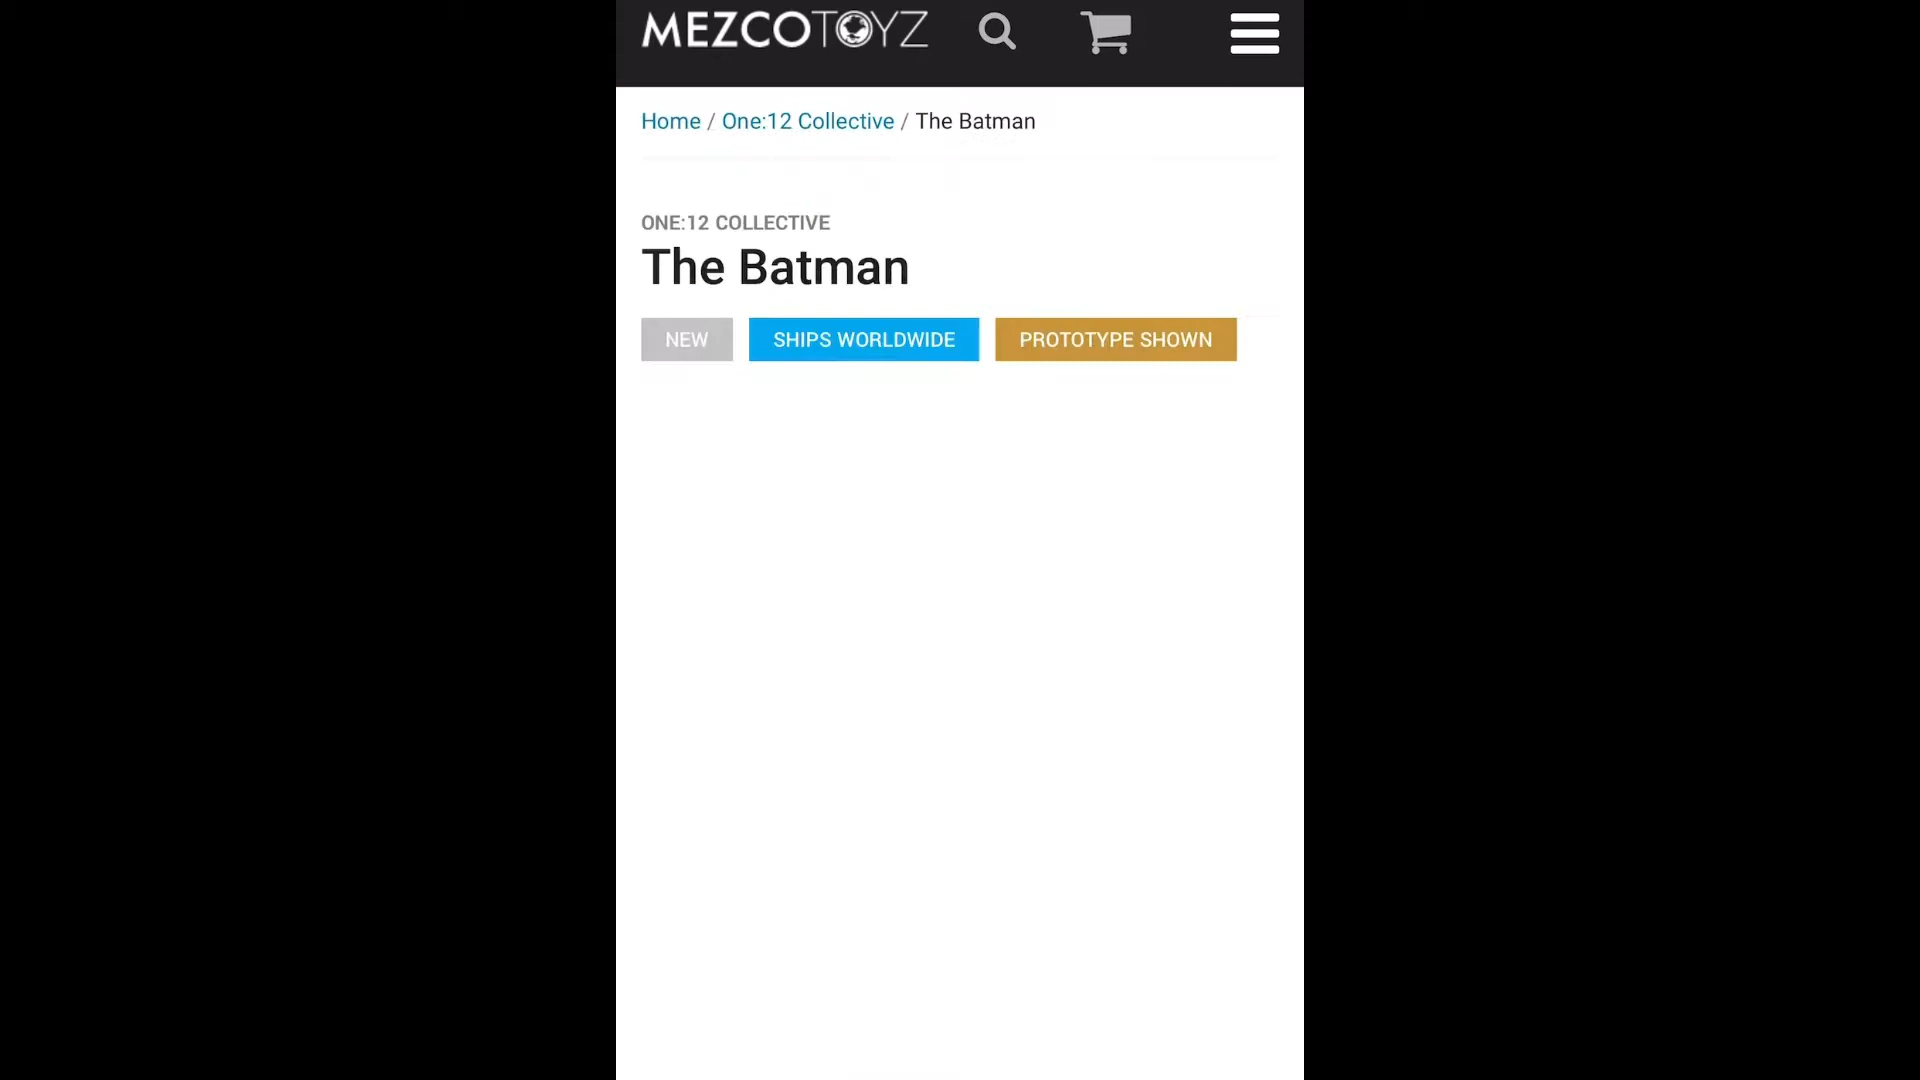 MEZCOTOYZ
Home / One:12 Collective / The Batman
ONE:12 COLLECTIVE
The Batman
NEW
SHIPS WORLDWIDE
PROTOTYPE SHOWN